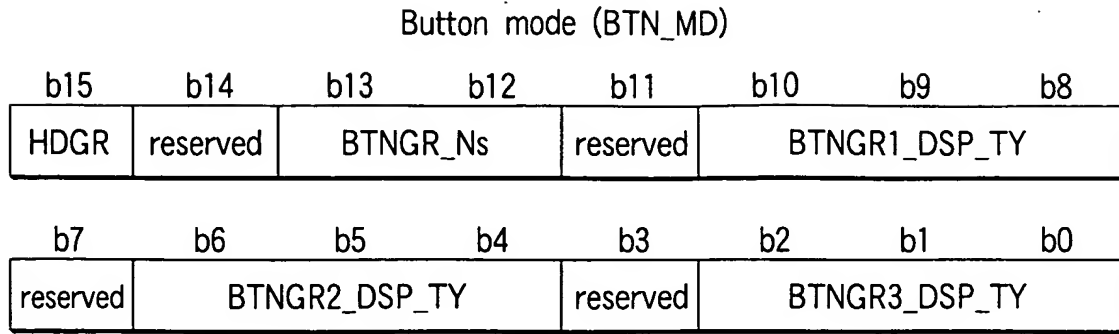 Button mode (BTN_MD)
b15 b14 b13 b12 b11 b10 b9 b8
HDGR reserved BTNGR_Ns reserved BTNGR1_DSP_TY
b7 b6 b5 b4 b3 b2 b1 b0
reserved BTNGR2_DSP_TY reserved BTNGR3_DSP_TY